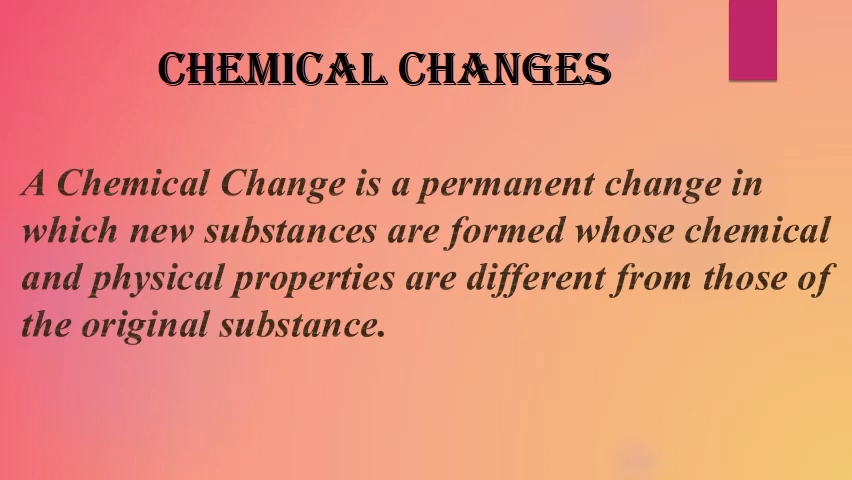 CHEMICAL CHANGES
A Chemical Change is a permanent change in
which new substances are formed whose chemical
and physical properties are different from those of
the original substance.